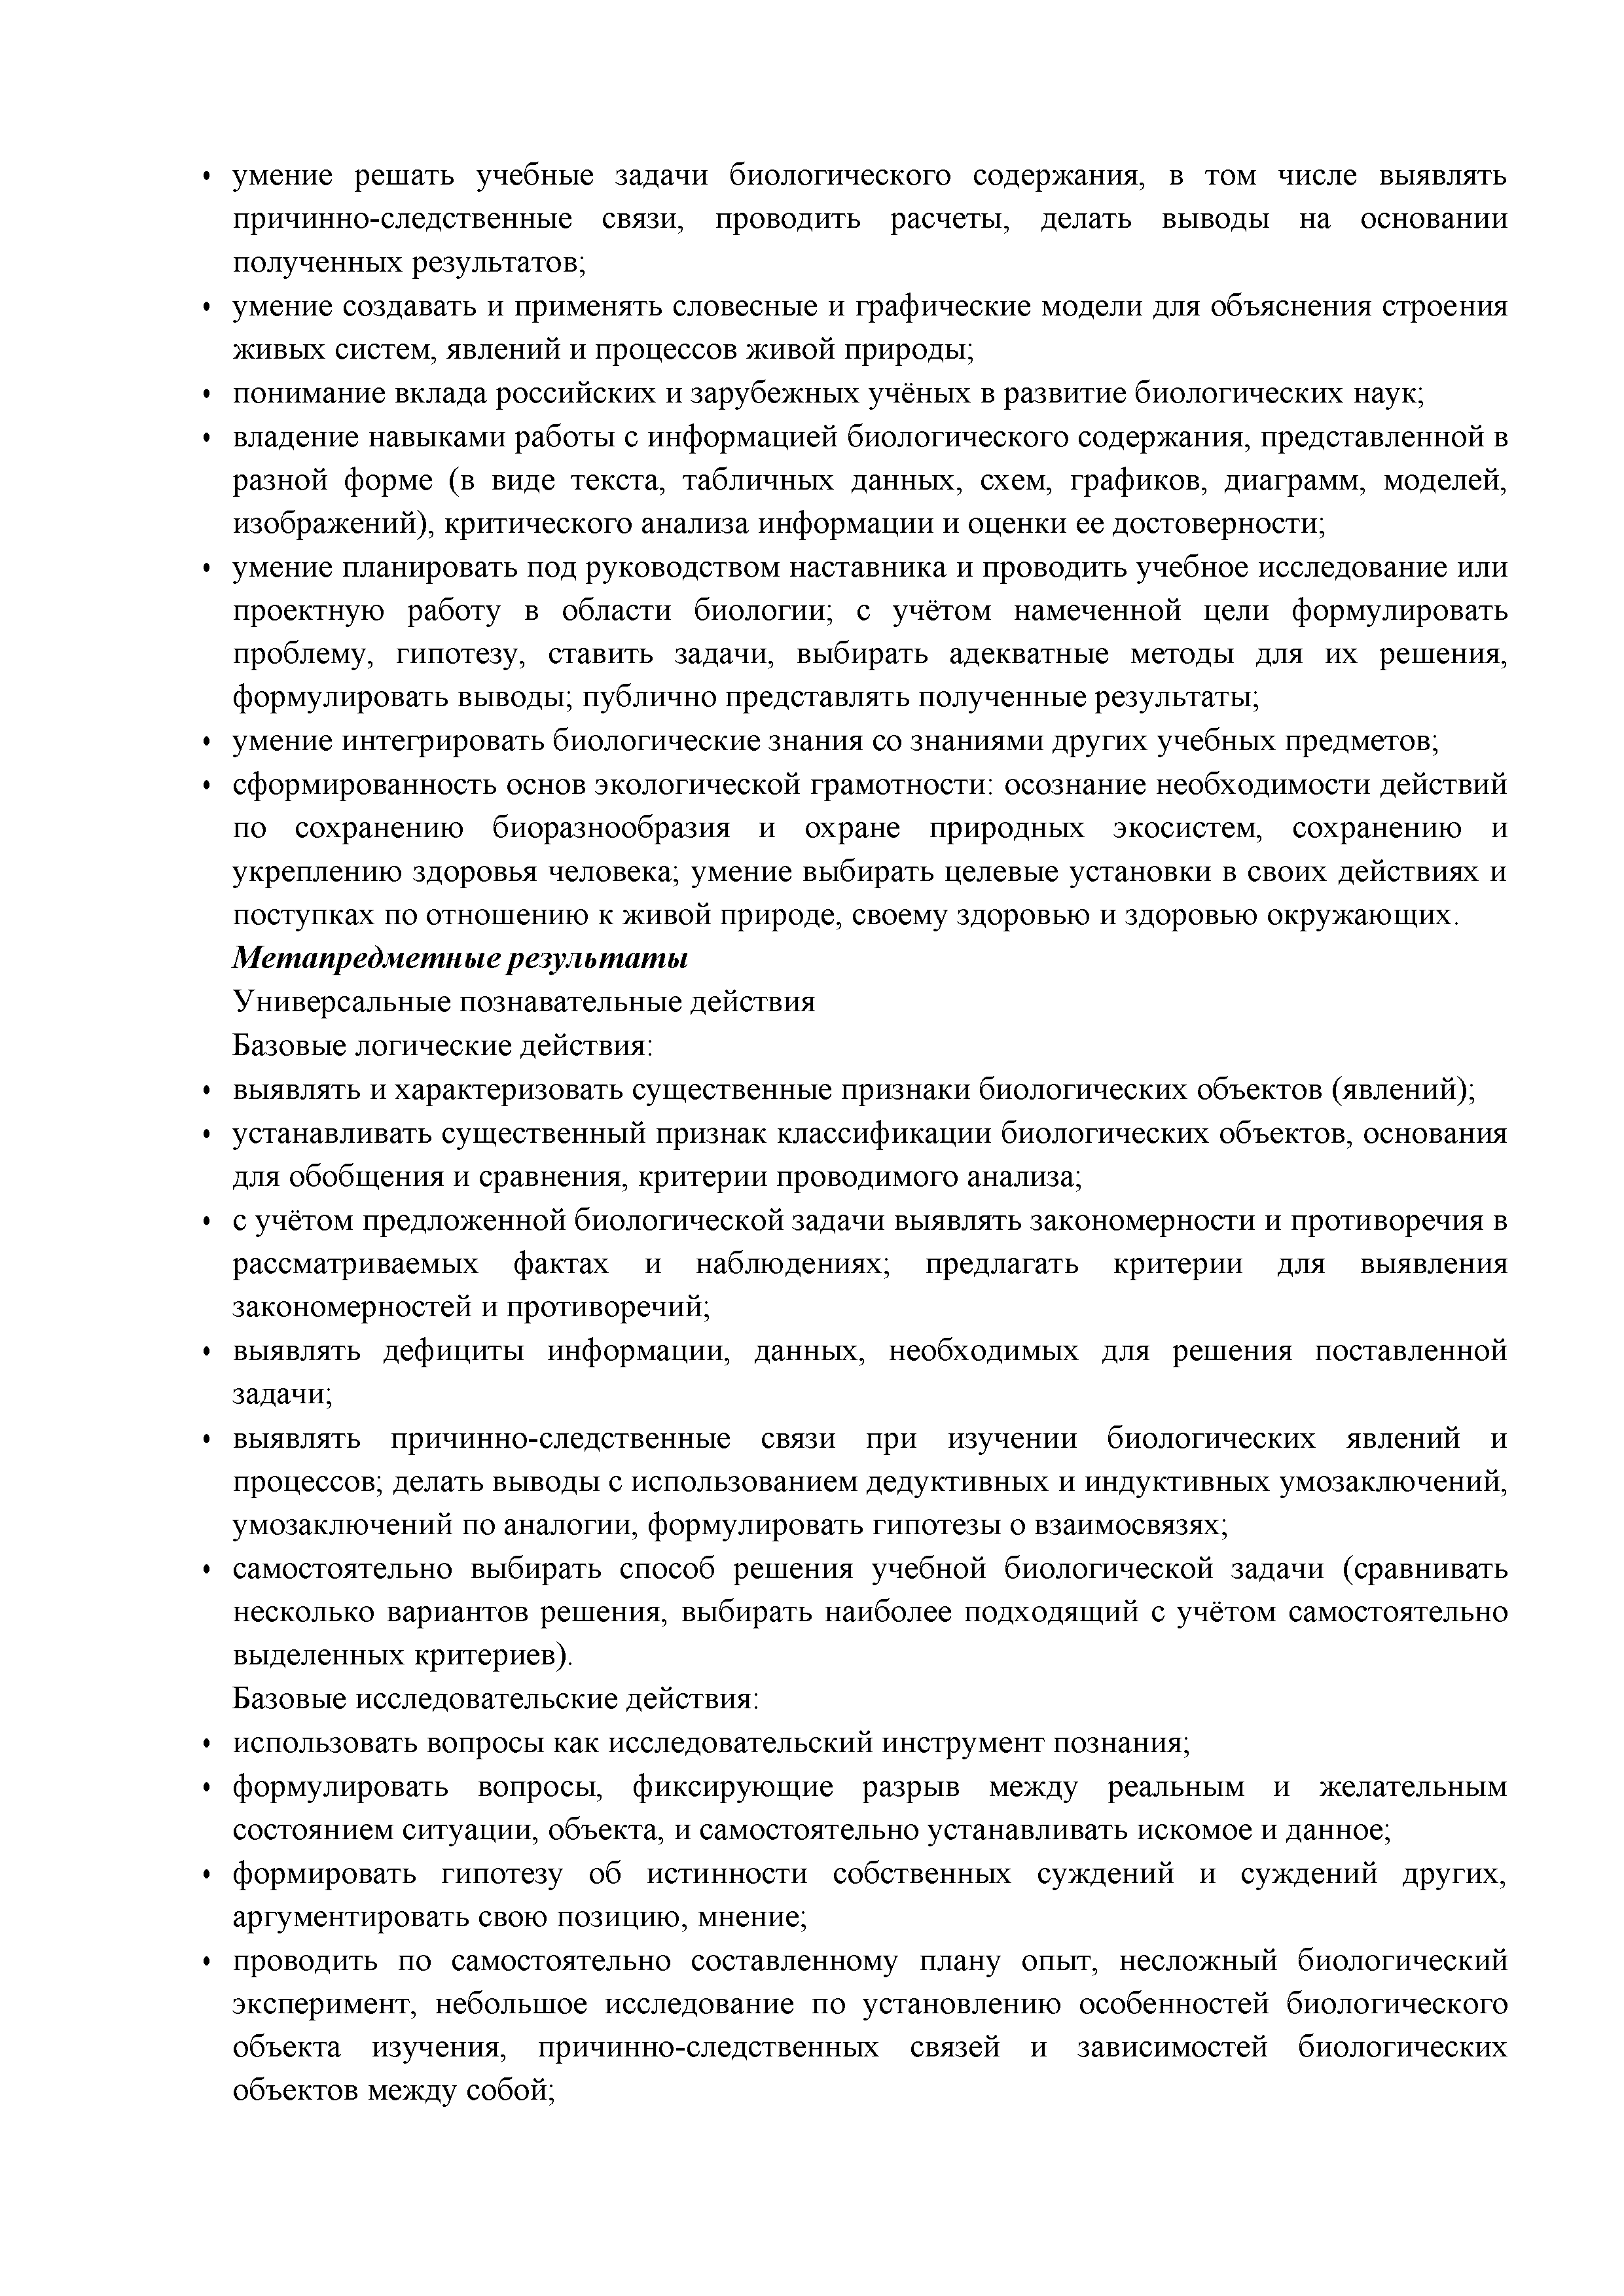 • умение решать учебные задачи биологического содержания, в том числе выявлять
причинно-следственные связи, проводить расчеты, делать выводы на основании
полученных результатов;
• умение создавать и применять словесные и графические модели для объяснения строения
живых систем, явлений и процессов живой природы;
• понимание вклада российских и зарубежных учёных в развитие биологических наук;
• владение навыками работы с информацией биологического содержания, представленной в
разной форме (в виде текста, табличных данных, схем, графиков, диаграмм, моделей,
изображений), критического анализа информации и оценки ее достоверности;
• умение планировать под руководством наставника и проводить учебное исследование или
проектную работу в области биологии; с учётом намеченной цели формулировать
проблему, гипотезу, ставить задачи, выбирать адекватные методы для их решения,
формулировать выводы; публично представлять полученные результаты;
• умение интегрировать биологические знания со знаниями других учебных предметов;
• сформированность основ экологической грамотности: осознание необходимости действий
по сохранению биоразнообразия и охране природных экосистем, сохранению и
укреплению здоровья человека; умение выбирать целевые установки в своих действиях и
поступках по отношению к живой природе, своему здоровью и здоровью окружающих.
Метапредметные результаты
Универсальные познавательные действия
Базовые логические действия:
• выявлять и характеризовать существенные признаки биологических объектов (явлений);
• устанавливать существенный признак классификации биологических объектов, основания
для обобщения и сравнения, критерии проводимого анализа;
• с учётом предложенной биологической задачи выявлять закономерности и противоречия в
рассматриваемых фактах и наблюдениях; предлагать критерии для выявления
закономерностей и противоречий;
• выявлять дефициты информации, данных, необходимых для решения поставленной
задачи;
• выявлять причинно-следственные связи при изучении биологических явлений и
процессов; делать выводы с использованием дедуктивных и индуктивных умозаключений,
умозаключений по аналогии, формулировать гипотезы о взаимосвязях;
• самостоятельно выбирать способ решения учебной биологической задачи (сравнивать
несколько вариантов решения, выбирать наиболее подходящий с учётом самостоятельно
выделенных критериев).
Базовые исследовательские действия:
• использовать вопросы как исследовательский инструмент познания;
• формулировать вопросы, фиксирующие разрыв между реальным и желательным
состоянием ситуации, объекта, и самостоятельно устанавливать искомое и данное;
• формировать гипотезу об истинности собственных суждений и суждений других,
аргументировать свою позицию, мнение;
• проводить по самостоятельно составленному плану опыт, несложный биологический
эксперимент, небольшое исследование по установлению особенностей биологического
объекта изучения, причинно-следственных связей и зависимостей биологических
объектов между собой;